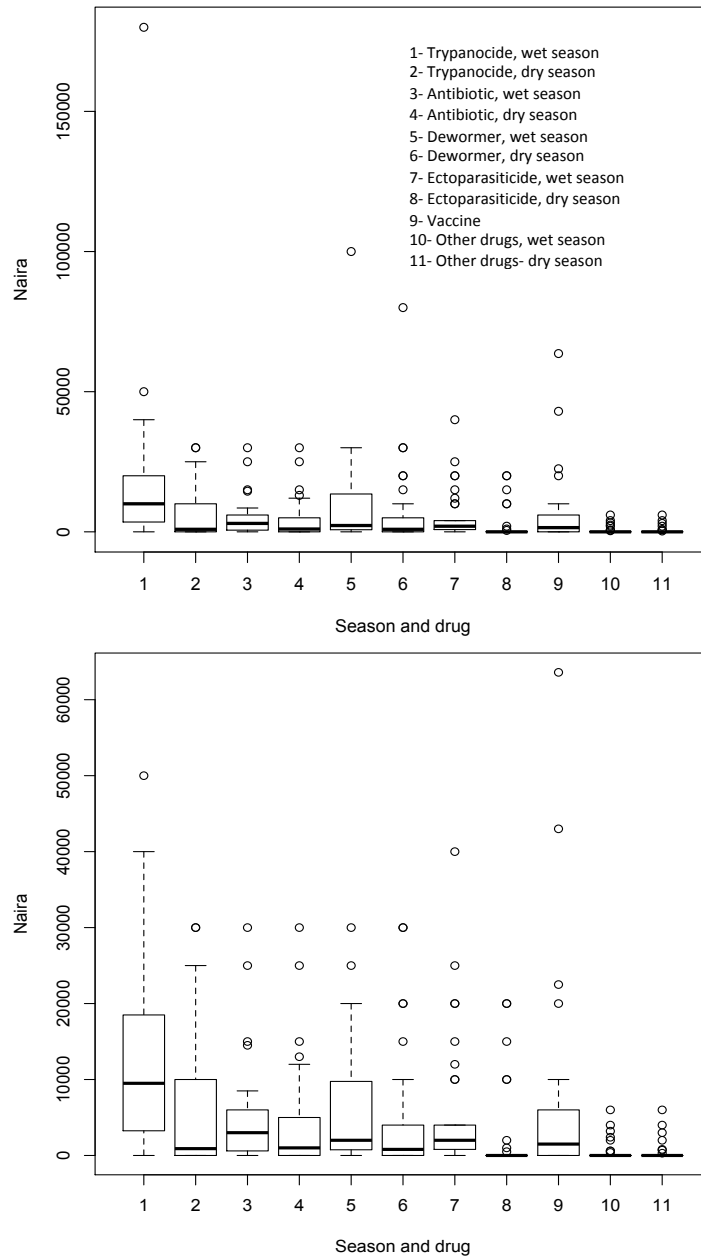 150000
100000
50000
0
Naira
1- Trypanocide, wet season
2- Trypanocide, dry season
3- Antibiotic, wet season
4- Antibiotic, dry season
5- Dewormer, wet season
6- Dewormer, dry season
7- Ectoparasiticide, wet season
8- Ectoparasiticide, dry season
9- Vaccine
10- Other drugs, wet season
11- Other drugs- dry season
1 2 3 4 5 6 7 8 9 10 11
Season and drug
60000
50000
40000
30000
20000
10000
0
Naira
1 2 3 4 5 6 7 8 9 10 11
Season and drug